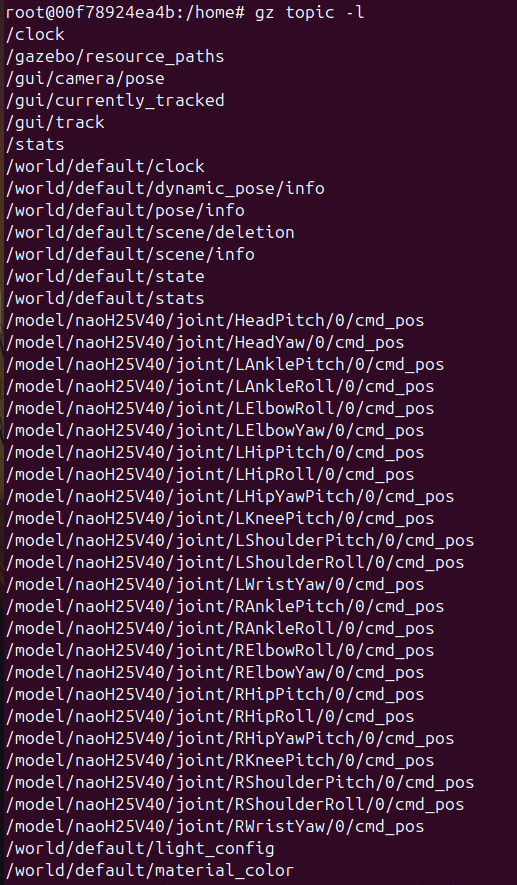 root@00f78924ea4b:/home# gz topic -l
/clock
/gazebo/resource_paths
/gui/camera/pose
/gui/currently_tracked
/gui/track
/stats
/world/default/clock
/world/default/dynamic_pose/info
/world/default/pose/info
/world/default/scene/deletion
/world/default/scene/info
/world/default/state
/world/default/stats
/model/naoH25V40/joint/HeadPitch/0/cmd_pos
/model/naoH25V40/joint/HeadYaw/0/cmd_pos
/model/naoH25V40/joint/LAnklePitch/0/cmd_pos
/model/naoH25V40/joint/LAnkleRoll/0/cmd_pos
/model/naoH25V40/joint/LElbowRoll/0/cmd_pos
/model/naoH25V40/joint/LElbowYaw/0/cmd_pos
/model/naoH25V40/joint/LHipPitch/0/cmd_pos
/model/naoH25V40/joint/LHipRoll/0/cmd_pos
/model/naoH25V40/joint/LHipYawPitch/0/cmd_pos
/model/naoH25V40/joint/LKneePitch/0/cmd_pos
/model/naoH25V40/joint/LShoulderPitch/0/cmd_pos
/model/naoH25V40/joint/LShoulderRoll/0/cmd_pos
/model/naoH25V40/joint/LWristYaw/0/cmd_pos
/model/naoH25V40/joint/RAnklePitch/0/cmd_pos
/model/naoH25V40/joint/RAnkleRoll/0/cmd_pos
/model/naoH25V40/joint/RElbowRoll/0/cmd_pos
/model/naoH25V40/joint/RElbowYaw/0/cmd_pos
/model/naoH25V40/joint/RHipPitch/0/cmd_pos
/model/naoH25V40/joint/RHipRoll/0/cmd_pos
/model/naoH25V40/joint/RHipYawPitch/0/cmd_pos
/model/naoH25V40/joint/RKneePitch/0/cmd_pos
/model/naoH25V40/joint/RShoulderPitch/0/cmd_pos
/model/naoH25V40/joint/RShoulderRoll/0/cmd_pos
/model/naoH25V40/joint/RWristYaw/0/cmd_pos
/world/default/light_config
/world/default/material_color